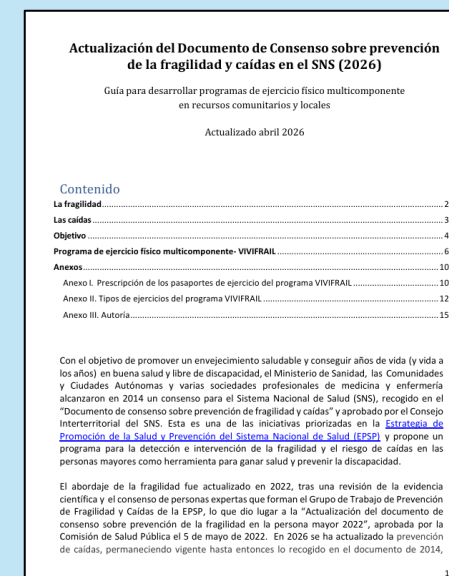 Actualización del Documento de Consenso sobre prevención
de la fragilidad y caídas en el SNS (2026)
Guía para desarrollar programas de ejercicio físico multicomponente
en recursos comunitarios y locales
Actualizado abril 2026
Contenido
La fragilidad 2
Las caídas 3
Objetivo 4
Programa de ejercicio físico multicomponente- VIVIFRAIL 6
Anexos 10
Anexo I. Prescripción de los pasaportes de ejercicio del programa VIVIFRAIL 10
Anexo II. Tipos de ejercicios del programa VIVIFRAIL 12
Anexo III. Autoría 15
Con el objetivo de promover un envejecimiento saludable y conseguir años de vida (y vida a
los años) en buena salud y libre de discapacidad, el Ministerio de Sanidad, las Comunidades
y Ciudades Autónomas y varias sociedades profesionales de medicina y enfermería
alcanzaron en 2014 un consenso para el Sistema Nacional de Salud (SNS), recogido en el
“Documento de consenso sobre prevención de fragilidad y caídas” y aprobado por el Consejo
Interterritorial del SNS. Esta es una de las iniciativas priorizadas en la Estrategia de
Promoción de la Salud y Prevención del Sistema Nacional de Salud (EPSP) y propone un
programa para la detección e intervención de la fragilidad y el riesgo de caídas en las
personas mayores como herramienta para ganar salud y prevenir la discapacidad.
El abordaje de la fragilidad fue actualizado en 2022, tras una revisión de la evidencia
científica y el consenso de personas expertas que forman el Grupo de Trabajo de Prevención
de Fragilidad y Caídas de la EPSP, lo que dio lugar a la “Actualización del documento de
consenso sobre prevención de la fragilidad en la persona mayor 2022”, aprobada por la
Comisión de Salud Pública el 5 de mayo de 2022. En 2026 se ha actualizado la prevención
de caídas, permaneciendo vigente hasta entonces lo recogido en el documento de 2014,
1